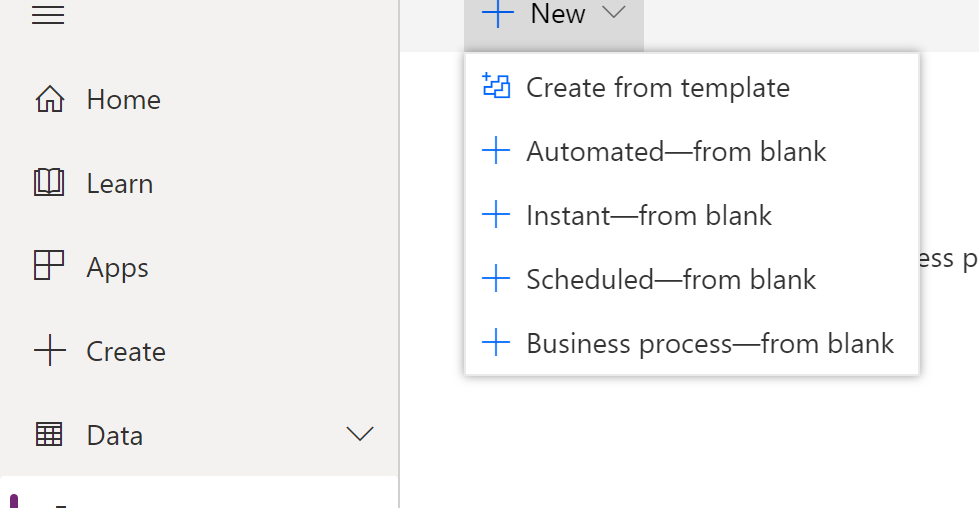 New
Home
Learn
Apps
Create
Data
Create from template
Automated—from blank
Instant—from blank
Scheduled—from blank
Business process—from blank
ess p